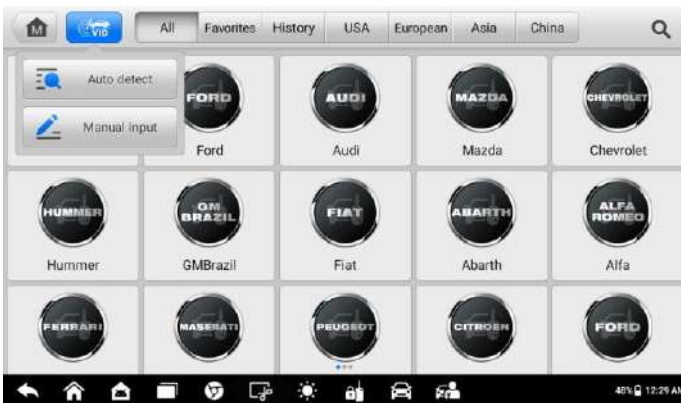 M
VID
All
Favorites
History
USA
European
Asia
China
Auto detect
Manual input
FORD
AUDI
MAZDA
CHEVROLET
Ford
Audi
Mazda
Chevrolet
HUMMER
GM
BRAZIL
FIAT
ABARTH
ALFA
ROMEO
Hummer
GMBrazil
Fiat
Abarth
Alfa
FERRARI
MASERATI
PEUGEOT
CITROEN
FORD
48% 12:29 AM